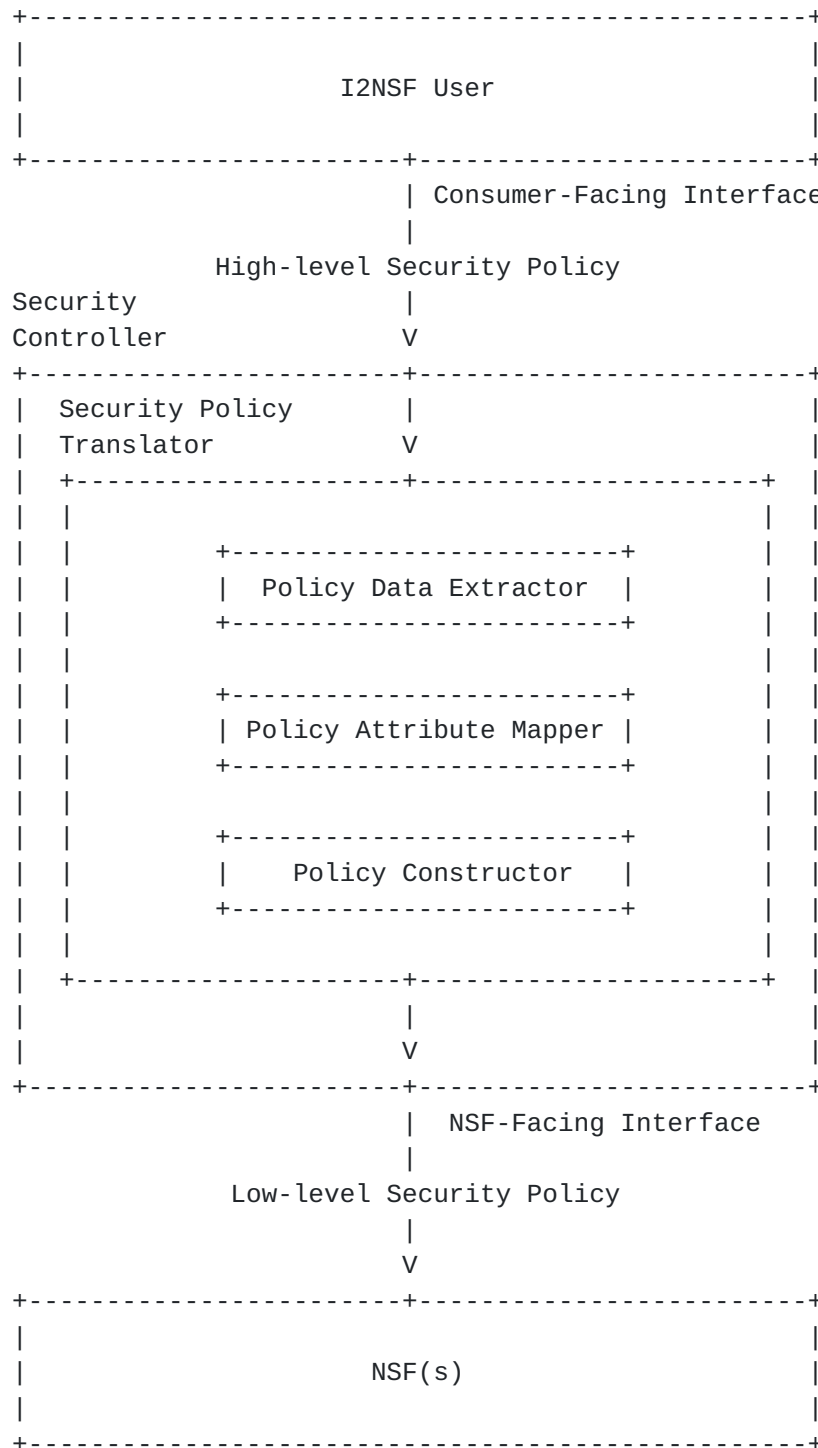 I2NSF User
Consumer-Facing Interface
High-level Security Policy
Security
Controller V
Security Policy
Translator V
Policy Data Extractor
Policy Attribute Mapper
Policy Constructor
V
NSF-Facing Interface
Low-level Security Policy
V
NSF(s)